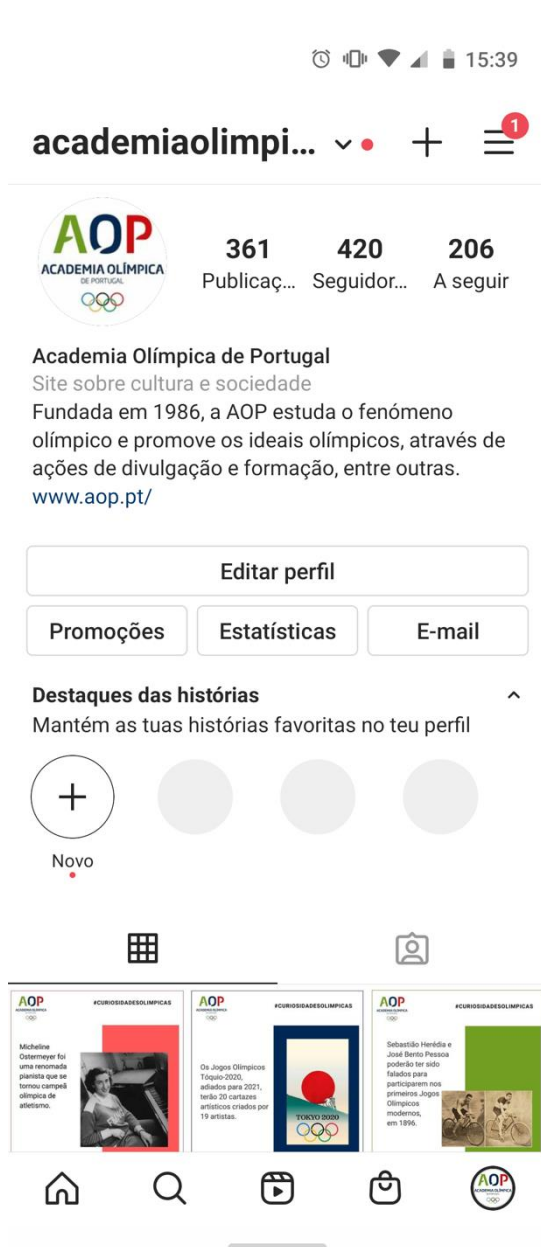 15:39
academiaolimpi...
1
AOP
ACADEMIA OLÍMPICA
DE PORTUGAL
361 420 206
Publicaç... Seguidor... A seguir
Academia Olímpica de Portugal
Site sobre cultura e sociedade
Fundada em 1986, a AOP estuda o fenómeno
olímpico e promove os ideais olímpicos, através de
ações de divulgação e formação, entre outras.
www.aop.pt/
Editar perfil
Promoções Estatísticas E-mail
Destaques das histórias
Mantém as tuas histórias favoritas no teu perfil
Novo
AOP
#CURIOSIDADESOLIMPICAS
Micheline
Ostermeyer foi
uma renomada
pianista que se
tornou campeã
olímpica de
atletismo.
AOP
#CURIOSIDADESOLIMPICAS
Os Jogos Olímpicos
Tóquio-2020,
adiados para 2021,
terão 20 cartazes
artísticos criados por
19 artistas.
TOKYO 2020
AOP
#CURIOSIDADESOLIMPICAS
Sebastião Herédia e
José Bento Pessoa
poderão ter sido
falados para
participarem nos
primeiros Jogos
Olímpicos
modernos,
em 1896.
AOP